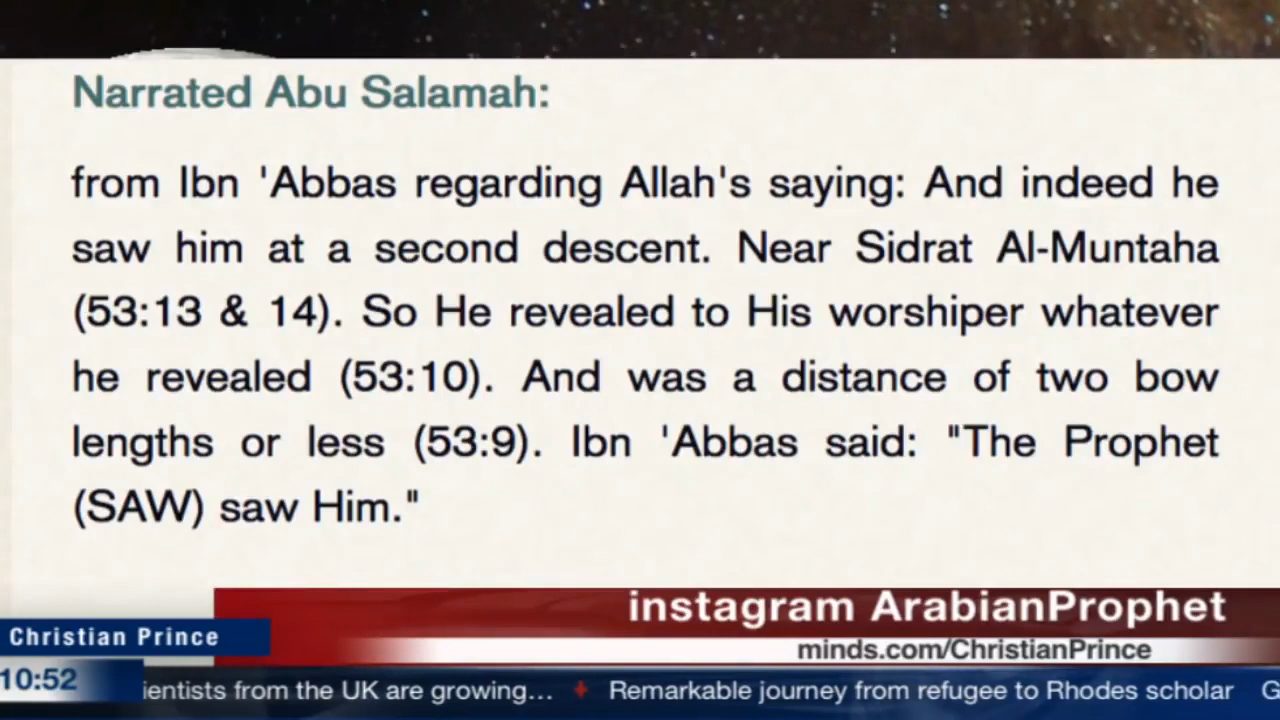 Narrated Abu Salamah:
from Ibn 'Abbas regarding Allah's saying: And indeed he
saw him at a second descent. Near Sidrat Al-Muntaha
(53:13 & 14). So He revealed to His worshiper whatever
he revealed (53:10). And was a distance of two bow
lengths or less (53:9). Ibn 'Abbas said: "The Prophet
(SAW) saw Him."
instagram ArabianProphet
Christian Prince
minds.com/ChristianPrince
10:52
ientists from the UK are growing... Remarkable journey from refugee to Rhodes scholar G